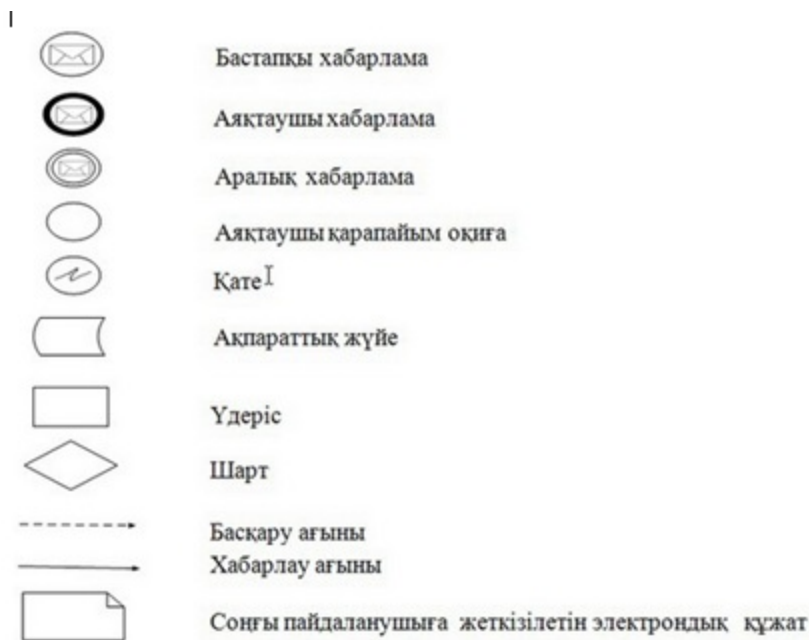 Бастапқы хабарлама
Аяқтаушы хабарлама
Аралық хабарлама
Аяқтаушы қарапайым оқиға
Қате
Ақпараттық жүйе
Үдеріс
Шарт
Басқару ағыны
Хабарлау ағыны
Соңғы пайдаланушыға жеткізілетін электрондық құжат